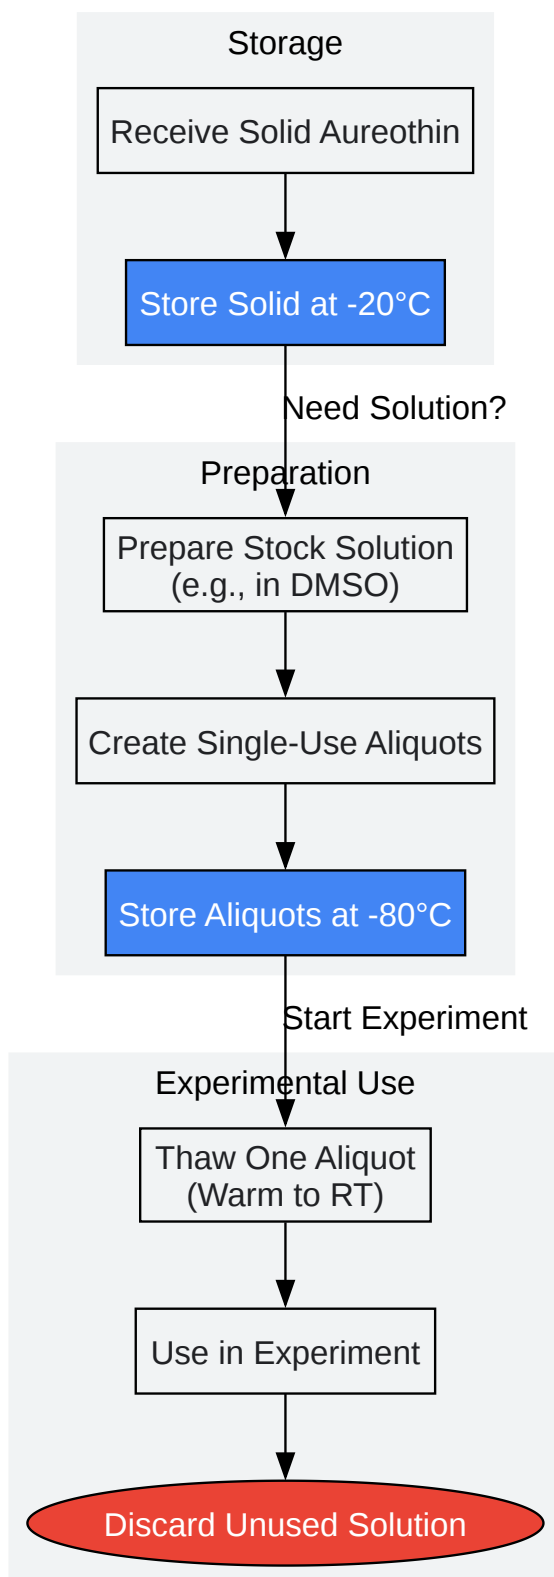 Storage
Receive Solid Aureothin
Store Solid at -20°C
Need Solution?
Preparation
Prepare Stock Solution
(e.g., in DMSO)
Create Single-Use Aliquots
Store Aliquots at -80°C
Start Experiment
Experimental Use
Thaw One Aliquot
(Warm to RT)
Use in Experiment
Discard Unused Solution